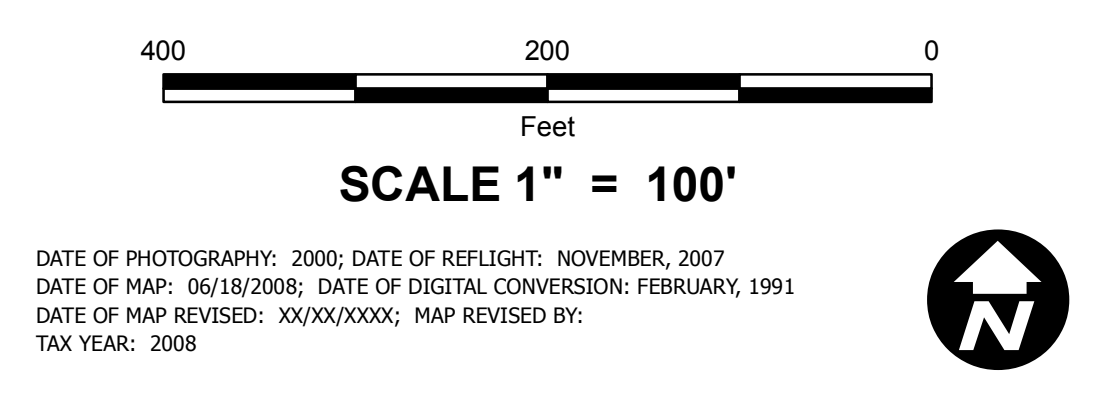 400 200 0
Feet
SCALE 1" = 100'
DATE OF PHOTOGRAPHY: 2000; DATE OF REFLIGHT: NOVEMBER, 2007
DATE OF MAP: 06/18/2008; DATE OF DIGITAL CONVERSION: FEBRUARY, 1991
DATE OF MAP REVISED: XX/XX/XXXX; MAP REVISED BY:
TAX YEAR: 2008
N